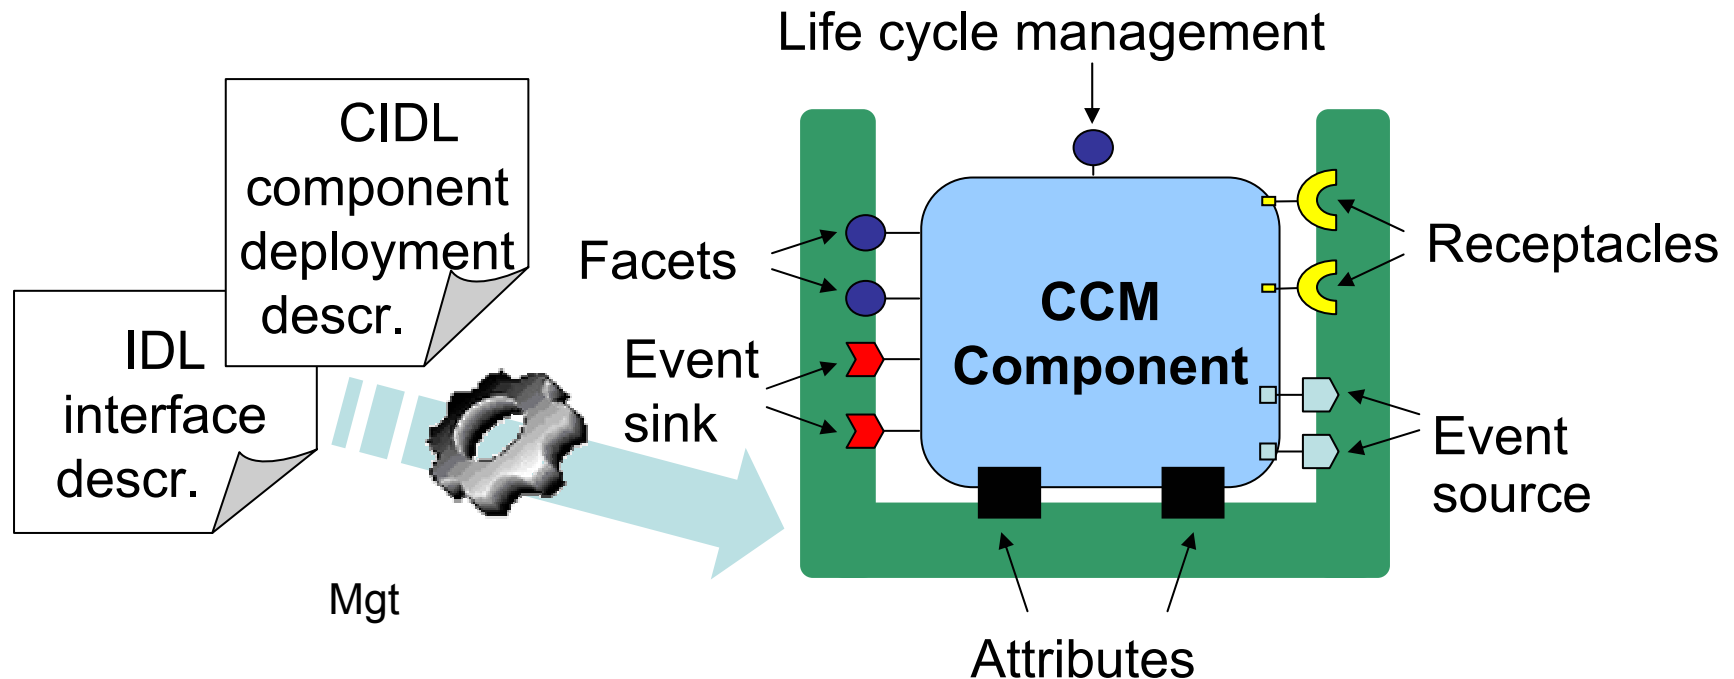 Life cycle management
CIDL
component
deployment
descr.
IDL
interface
descr.
Mgt
Facets
Event
sink
CCM
Component
Receptacles
Event
source
Attributes